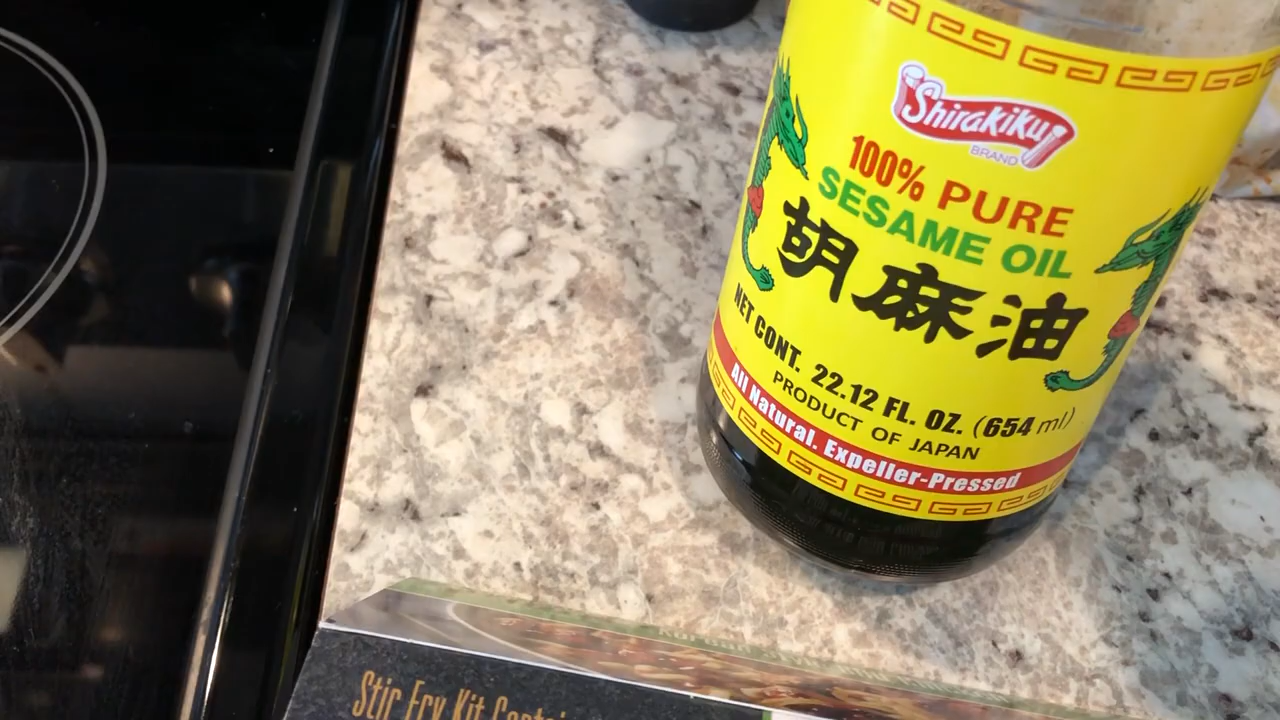 Shirakiku
BRAND
100% PURE
SESAME OIL
胡麻油
NET CONT. 22.12 FL. OZ. (654 ml)
PRODUCT OF JAPAN
All Natural. Expeller-Pressed
Stir Fry Kit